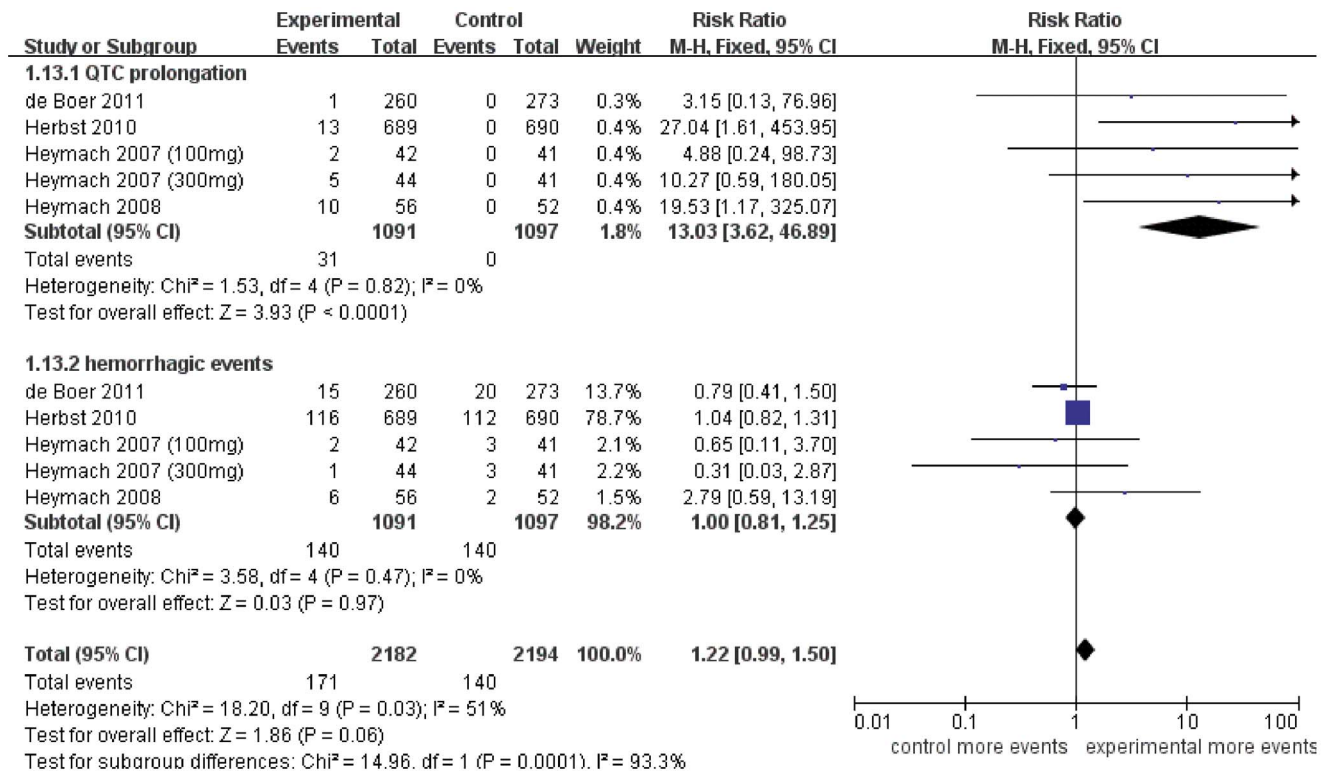 Experimental Control Risk Ratio Risk Ratio
Study or Subgroup Events Total Events Total Weight M-H, Fixed, 95% CI M-H, Fixed, 95% CI
1.13.1 QTC prolongation
de Boer 2011 1 260 0 273 0.3% 3.15 [0.13, 76.96]
Herbst 2010 13 689 0 690 0.4% 27.04 [1.61, 453.95]
Heymach 2007 (100mg) 2 42 0 41 0.4% 4.88 [0.24, 98.73]
Heymach 2007 (300mg) 5 44 0 41 0.4% 10.27 [0.59, 180.05]
Heymach 2008 10 56 0 52 0.4% 19.53 [1.17, 325.07]
Subtotal (95% CI) 1091 1097 1.8% 13.03 [3.62, 46.89]
Total events 31 0
Heterogeneity: Chi² = 1.53, df = 4 (P = 0.82); I² = 0%
Test for overall effect: Z = 3.93 (P < 0.0001)
1.13.2 hemorrhagic events
de Boer 2011 15 260 20 273 13.7% 0.79 [0.41, 1.50]
Herbst 2010 116 689 112 690 78.7% 1.04 [0.82, 1.31]
Heymach 2007 (100mg) 2 42 3 41 2.1% 0.65 [0.11, 3.70]
Heymach 2007 (300mg) 1 44 3 41 2.2% 0.31 [0.03, 2.87]
Heymach 2008 6 56 2 52 1.5% 2.79 [0.59, 13.19]
Subtotal (95% CI) 1091 1097 98.2% 1.00 [0.81, 1.25]
Total events 140 140
Heterogeneity: Chi² = 3.58, df = 4 (P = 0.47); I² = 0%
Test for overall effect: Z = 0.03 (P = 0.97)
Total (95% CI) 2182 2194 100.0% 1.22 [0.99, 1.50]
Total events 171 140
Heterogeneity: Chi² = 18.20, df = 9 (P = 0.03); I² = 51%
Test for overall effect: Z = 1.86 (P = 0.06)
Test for subgroup differences: Chi² = 14.96, df = 1 (P = 0.0001), I² = 93.3%
0.01 0.1 1 10 100
control more events experimental more events